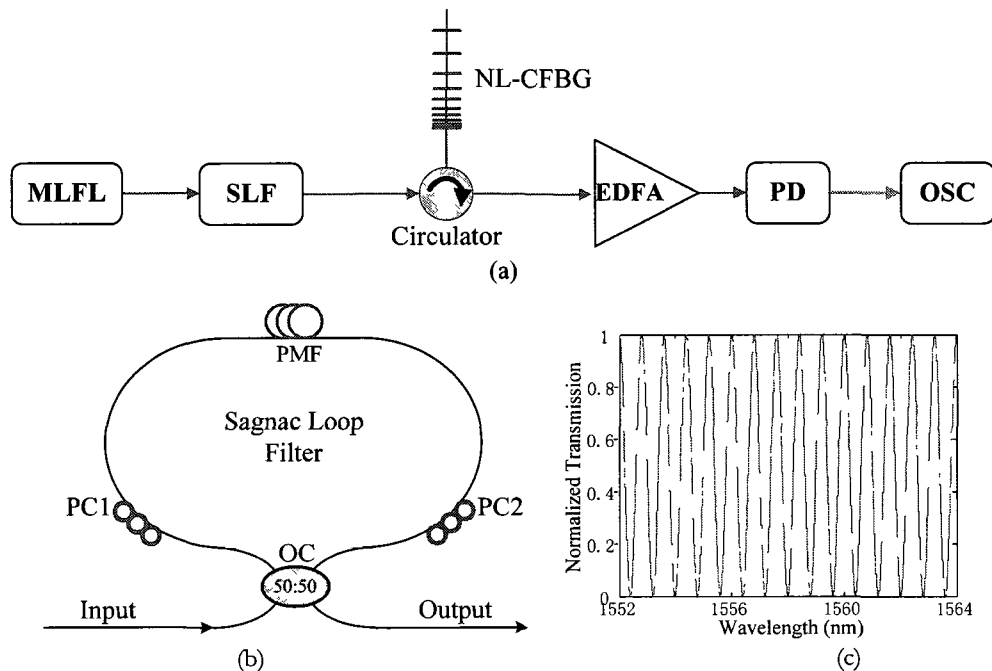 NL-CFBG
MLFL
SLF
Circulator
EDFA
PD
OSC
(a)
PMF
Sagnac Loop
Filter
PC1
PC2
OC
50:50
Input
Output
(b)
Normalized Transmission
1
0.8
0.6
0.4
0.2
0
1552
1556
1560
1564
Wavelength (nm)
(c)